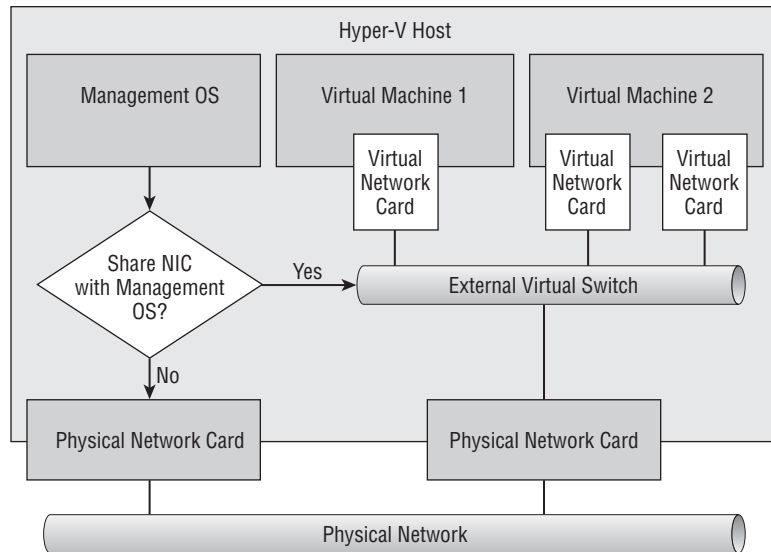 Hyper-V Host
Management OS
Virtual Machine 1
Virtual Machine 2
Virtual
Network
Card
Virtual
Network
Card
Virtual
Network
Card
Share NIC
with Management
OS?
Yes
External Virtual Switch
No
Physical Network Card
Physical Network Card
Physical Network